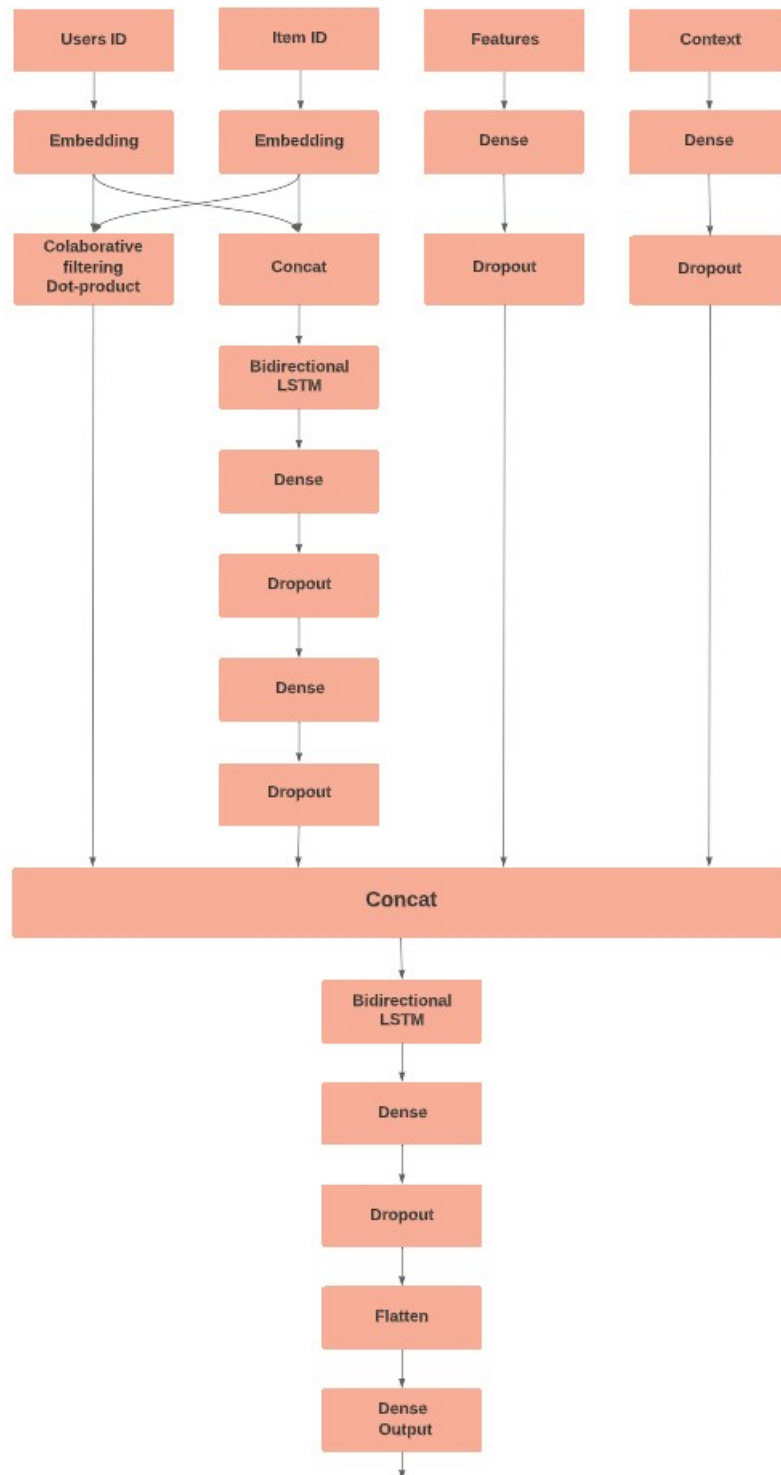 Users ID
Item ID
Features
Context
Embedding
Embedding
Dense
Dense
Colaborative
filtering
Dot-product
Concat
Dropout
Dropout
Bidirectional
LSTM
Dense
Dropout
Dense
Dropout
Concat
Bidirectional
LSTM
Dense
Dropout
Flatten
Dense
Output